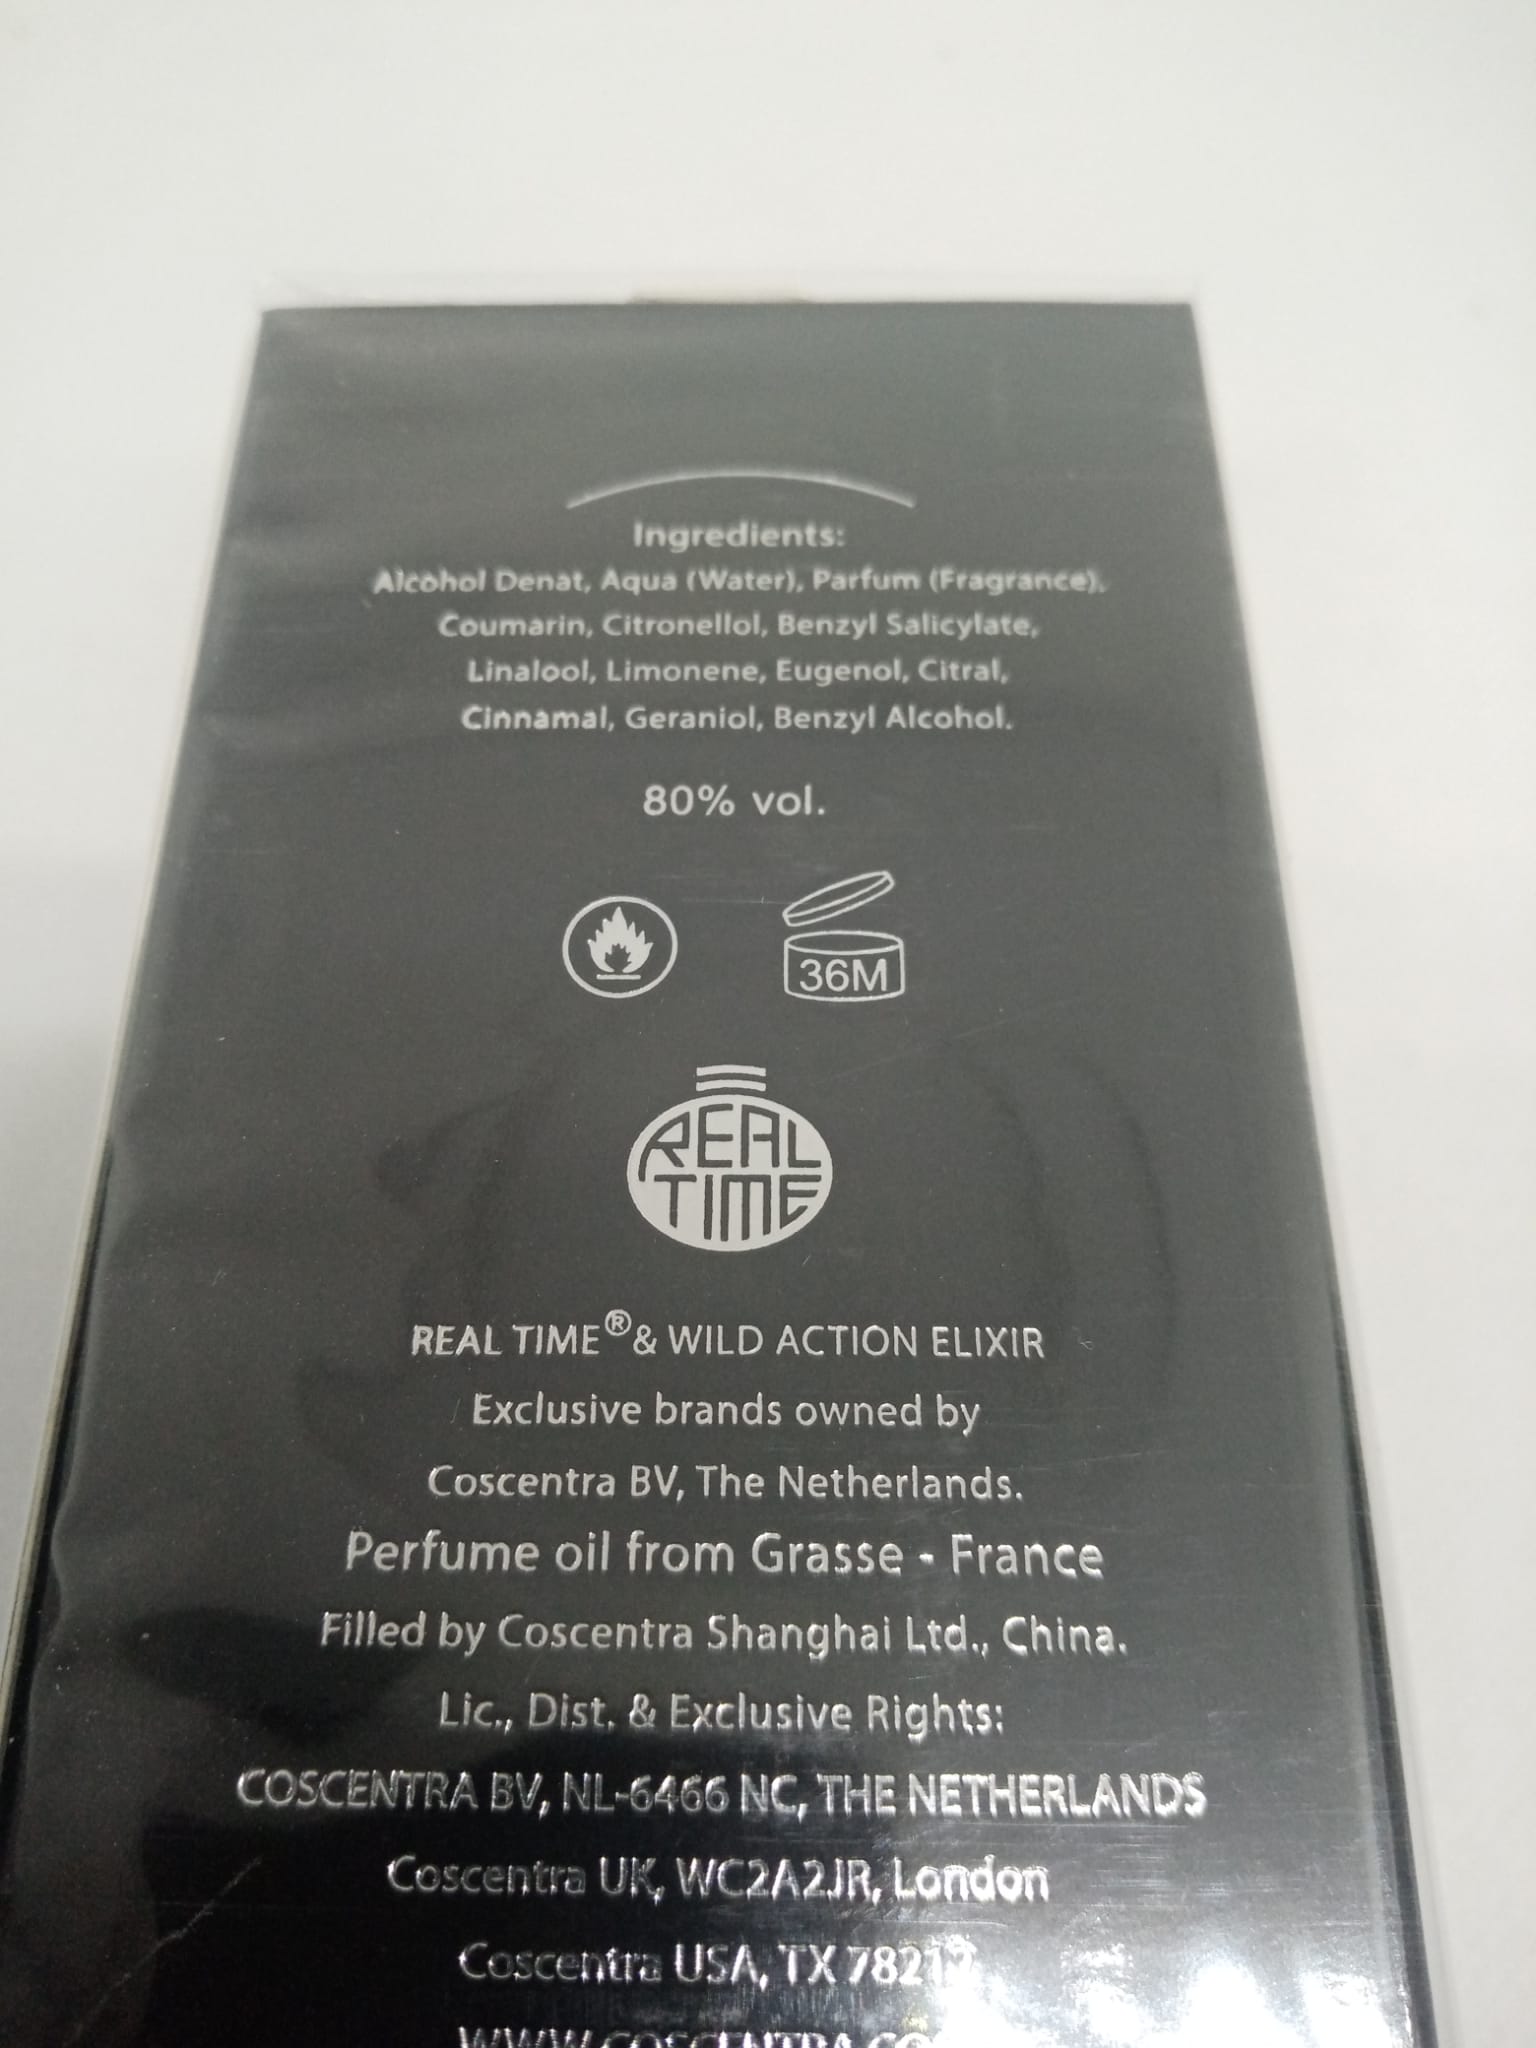 Ingredients:
Alcohol Denat, Aqua (Water), Parfum (Fragrance),
Coumarin, Citronellol, Benzyl Salicylate,
Linalool, Limonene, Eugenol, Citral,
Cinnamal, Geraniol, Benzyl Alcohol.
80% vol.
36M
REAL
TIME
REAL TIME® & WILD ACTION ELIXIR
Exclusive brands owned by
Coscentra BV, The Netherlands.
Perfume oil from Grasse - France
Filled by Coscentra Shanghai Ltd., China.
Lic., Dist. & Exclusive Rights:
COSCENTRA BV, NL-6466 NC, THE NETHERLANDS
Coscentra UK, WC2A2JR, London
Coscentra USA, TX